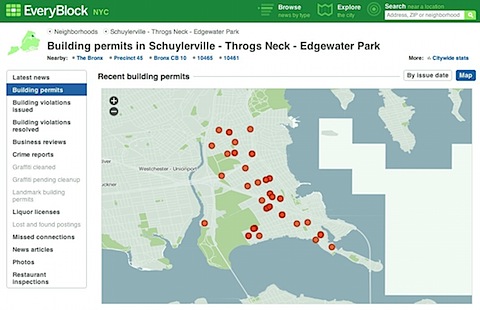 EveryBlock NYC
Browse
news by type
Explore
the city
Search near a location
Address, ZIP or neighborhood
Neighborhoods Schuylerville - Throgs Neck - Edgewater Park
Building permits in Schuylerville - Throgs Neck - Edgewater Park
Nearby: The Bronx Precinct 45 Bronx CB 10 10465 10461
More: Citywide stats
Latest news
Building permits
Building violations
issued
Building violations
resolved
Business reviews
Crime reports
Graffiti cleaned
Graffiti pending cleanup
Landmark building
permits
Liquor licenses
Lost and found postings
Missed connections
News articles
Photos
Restaurant
inspections
Recent building permits
By issue date
Map
Westchester - Unionport